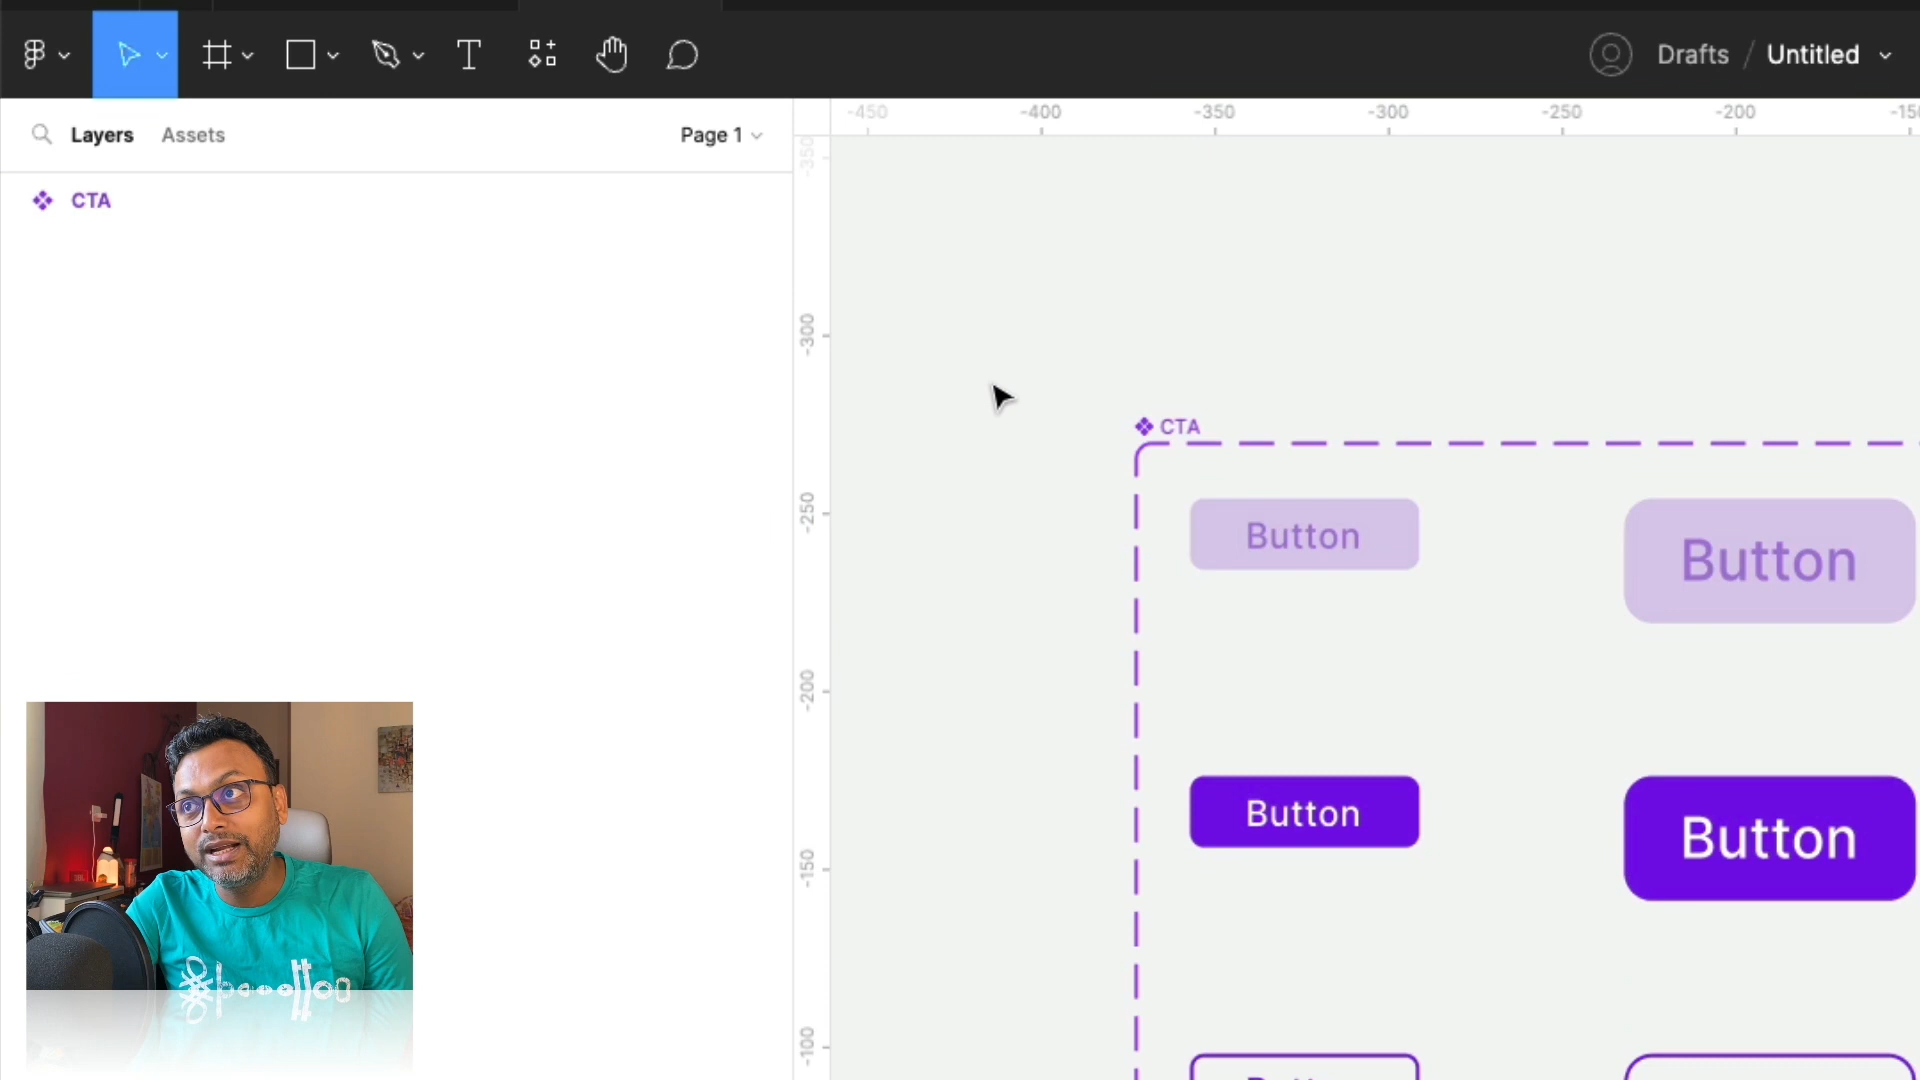 Drafts / Untitled
Layers Assets Page 1
-450 -400 -350 -300 -250 -200
-350
CTA
-300
CTA
-250
Button Button
-200
Button Button
-150
-100